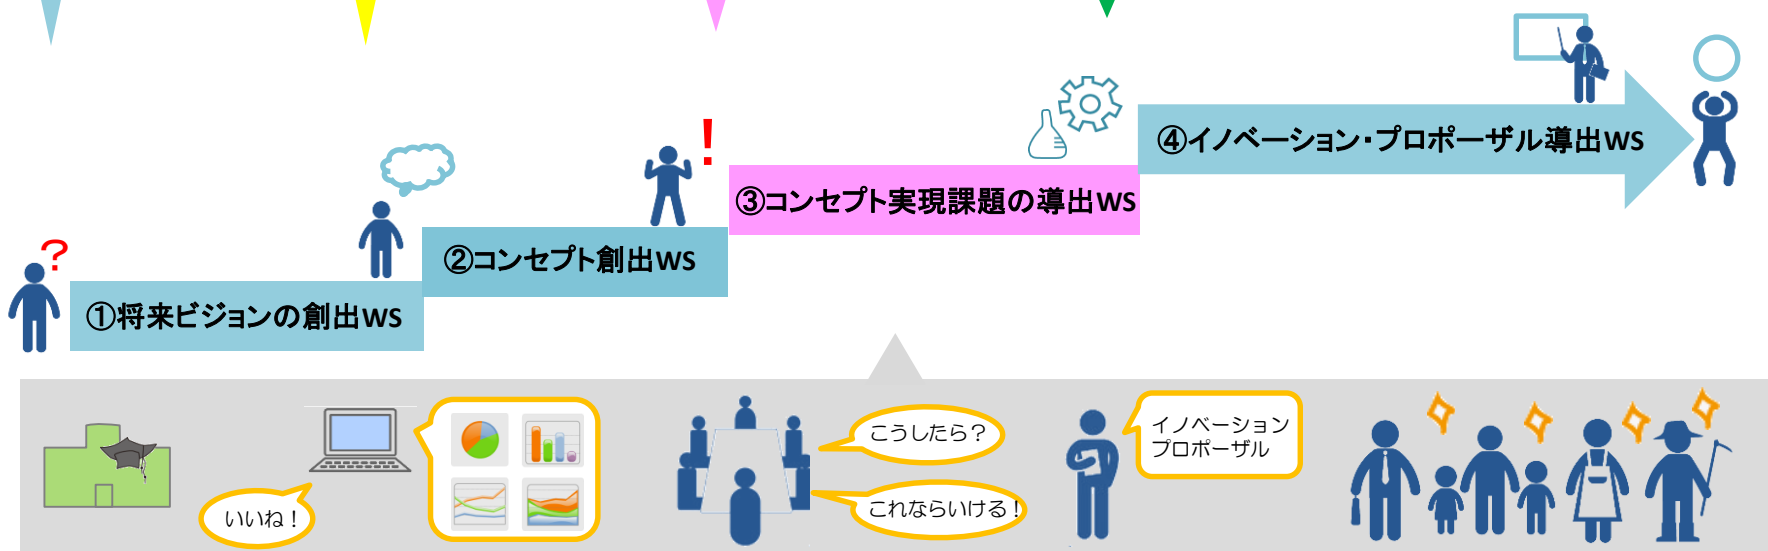 ④イノベーション・プロポーザル導出WS
!
③コンセプト実現課題の導出WS
②コンセプト創出WS
?
①将来ビジョンの創出WS
いいね！
こうしたら？
これならいける！
イノベーション
プロポーザル